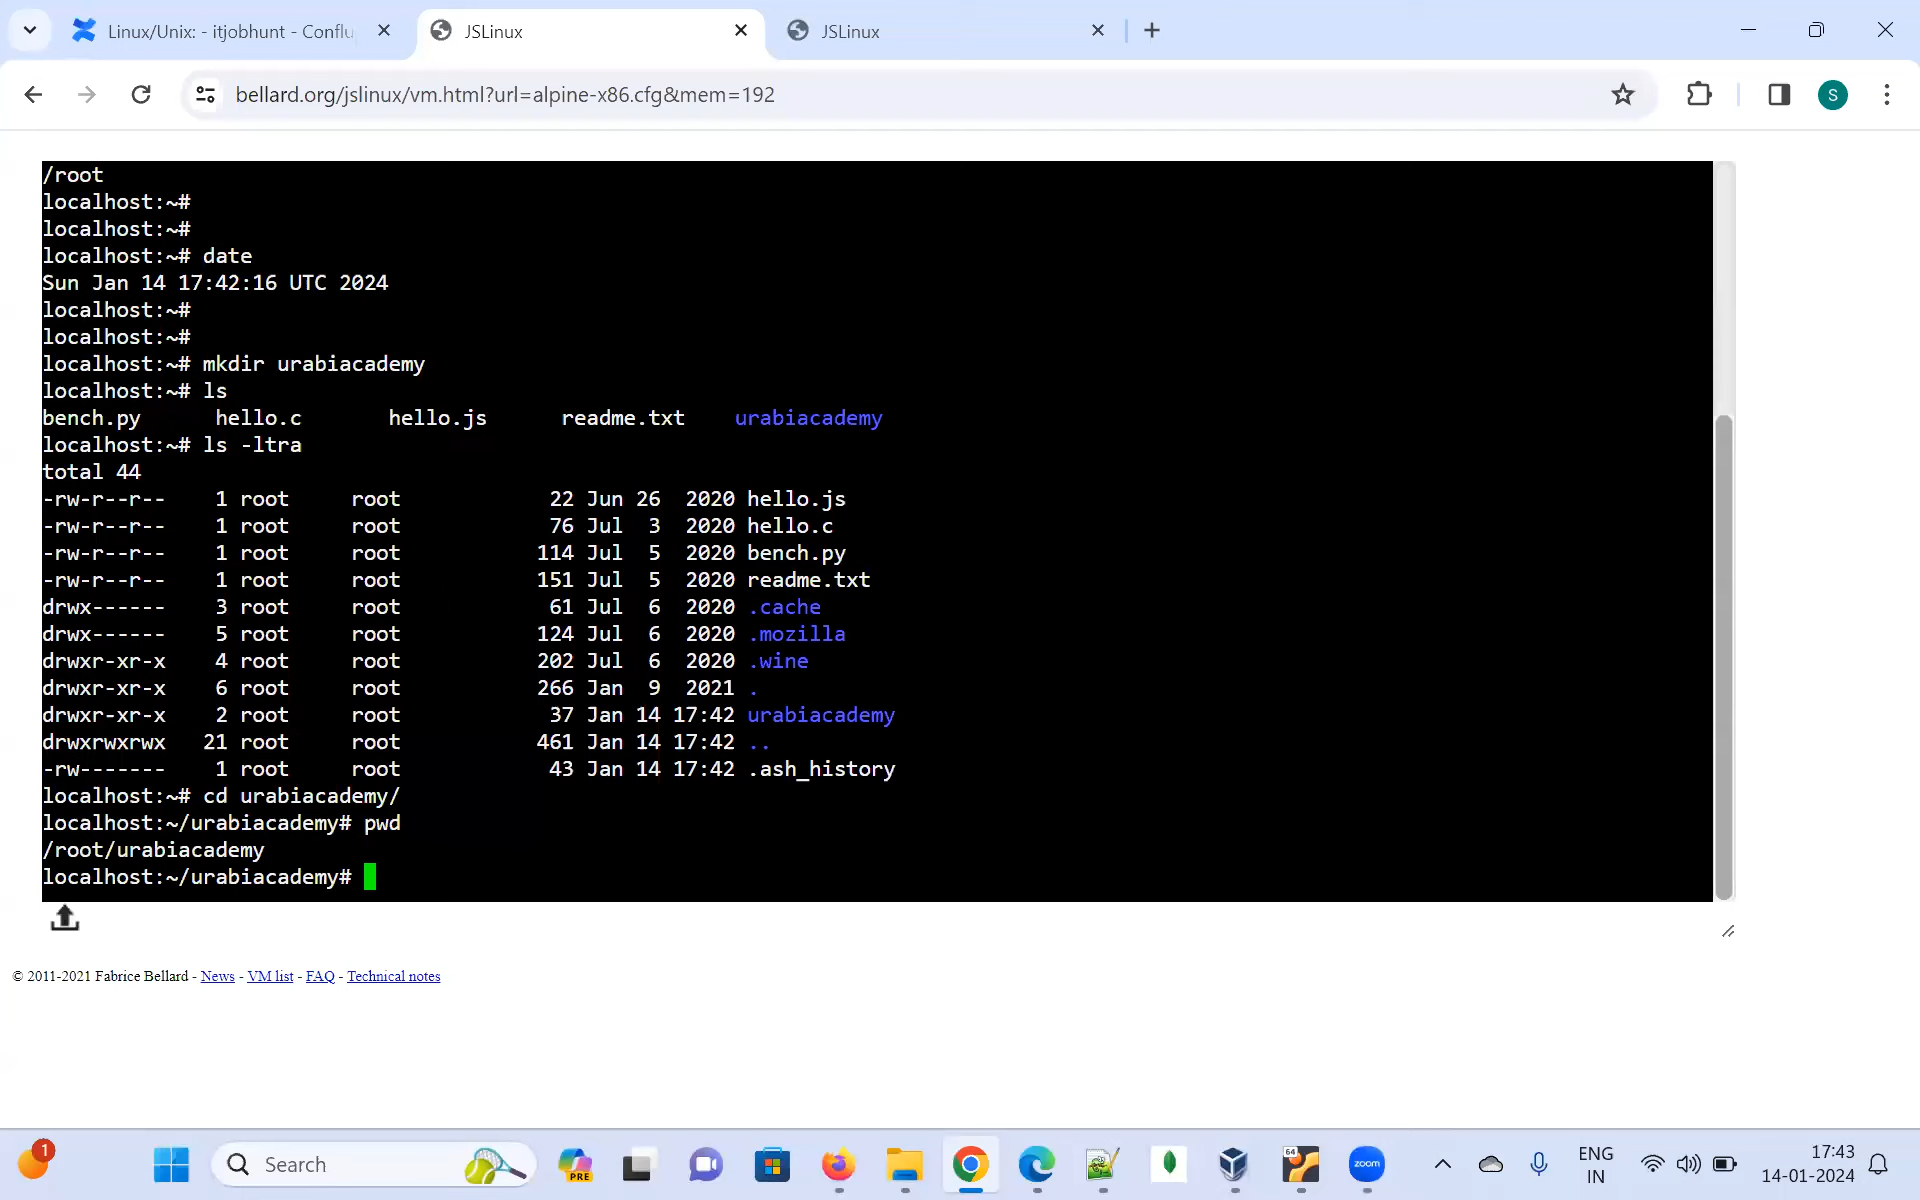 Linux/Unix: - itjobhunt - Conflu
JSLinux
JSLinux
bellard.org/jslinux/vm.html?url=alpine-x86.cfg&mem=192
S
/root
localhost:~#
localhost:~#
localhost:~# date
Sun Jan 14 17:42:16 UTC 2024
localhost:~#
localhost:~#
localhost:~# mkdir urabiacademy
localhost:~# ls
bench.py      hello.c       hello.js      readme.txt    urabiacademy
localhost:~# ls -ltra
total 44
-rw-r--r--    1 root     root            22 Jun 26  2020 hello.js
-rw-r--r--    1 root     root            76 Jul  3  2020 hello.c
-rw-r--r--    1 root     root           114 Jul  5  2020 bench.py
-rw-r--r--    1 root     root           151 Jul  5  2020 readme.txt
drwx------    3 root     root            61 Jul  6  2020 .cache
drwx------    5 root     root           124 Jul  6  2020 .mozilla
drwxr-xr-x    4 root     root           202 Jul  6  2020 .wine
drwxr-xr-x    6 root     root           266 Jan  9  2021 .
drwxr-xr-x    2 root     root            37 Jan 14 17:42 urabiacademy
drwxrwxrwx   21 root     root           461 Jan 14 17:42 ..
-rw-------    1 root     root            43 Jan 14 17:42 .ash_history
localhost:~# cd urabiacademy/
localhost:~/urabiacademy# pwd
/root/urabiacademy
localhost:~/urabiacademy#
© 2011-2021 Fabrice Bellard - News - VM list - FAQ - Technical notes
1
Search
PRE
64
zoom
ENG
IN
17:43
14-01-2024